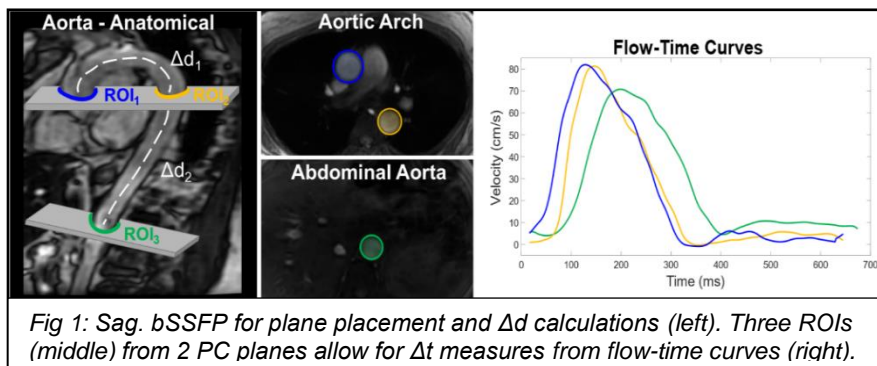 Aorta - Anatomical
Δd1
ROI1
ROI2
Δd2
ROI3
Aortic Arch
Abdominal Aorta
Flow-Time Curves
Velocity (cm/s)
80
70
60
50
40
30
20
10
0
0 100 200 300 400 500 600 700
Time (ms)
Fig 1: Sag. bSSFP for plane placement and Δd calculations (left). Three ROIs
(middle) from 2 PC planes allow for Δt measures from flow-time curves (right).